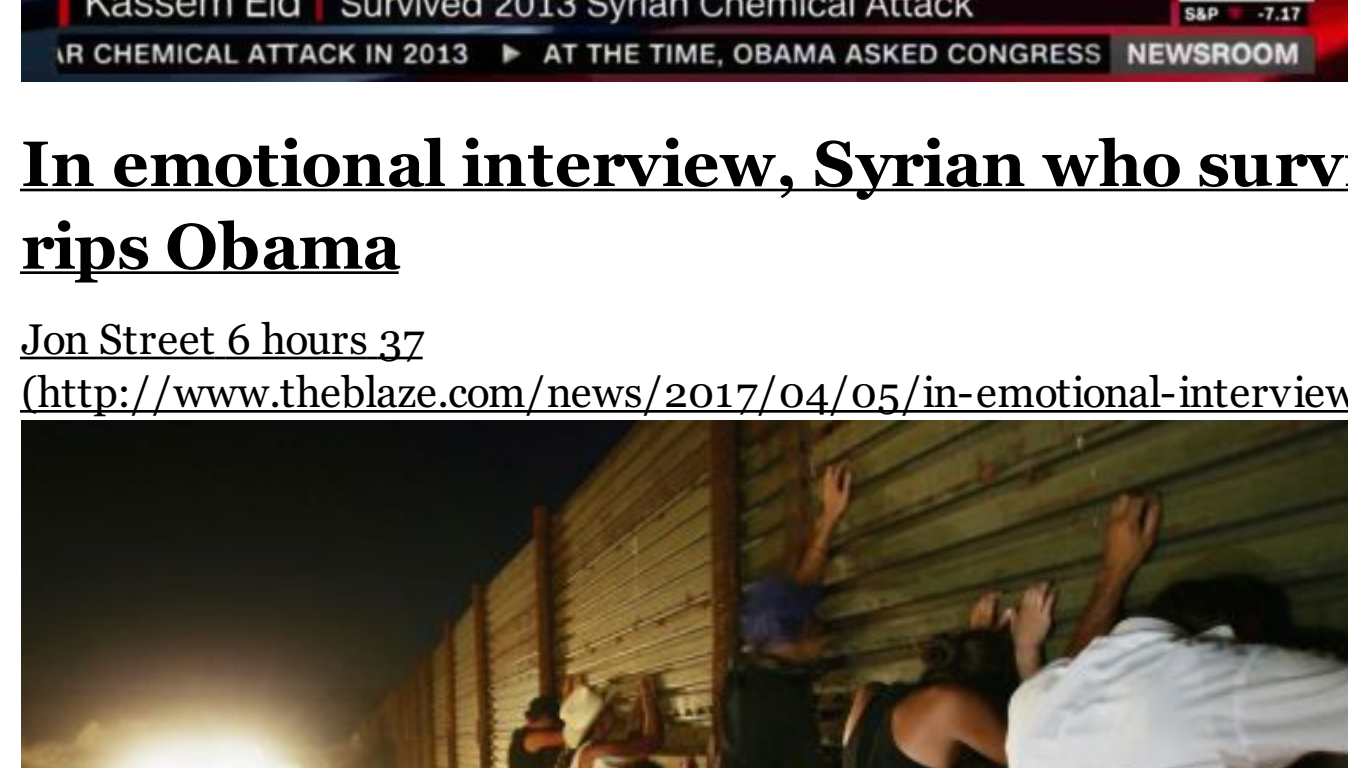 Kassem Eid | Survived 2013 Syrian Chemical Attack
S&P ▼ -7.17
AR CHEMICAL ATTACK IN 2013 ▶ AT THE TIME, OBAMA ASKED CONGRESS NEWSROOM
In emotional interview, Syrian who survi
rips Obama
Jon Street 6 hours 37
(http://www.theblaze.com/news/2017/04/05/in-emotional-interview